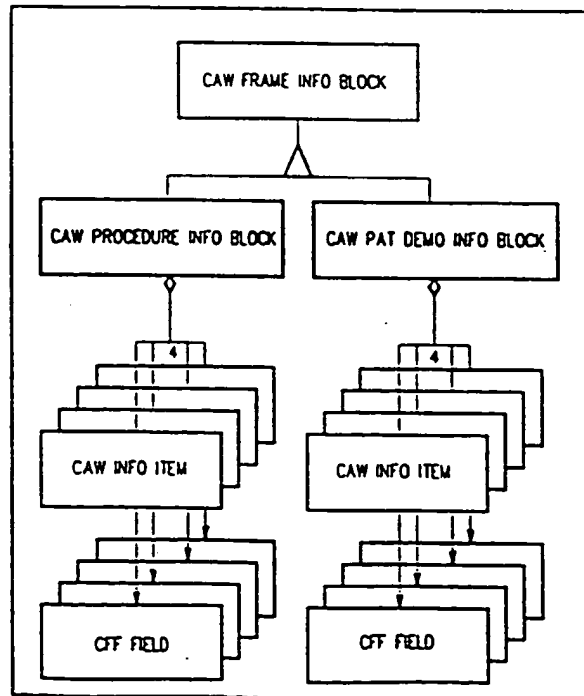 CAW FRAME INFO BLOCK
CAW PROCEDURE INFO BLOCK
CAW PAT DEMO INFO BLOCK
4
4
CAW INFO ITEM
CAW INFO ITEM
CFF FIELD
CFF FIELD